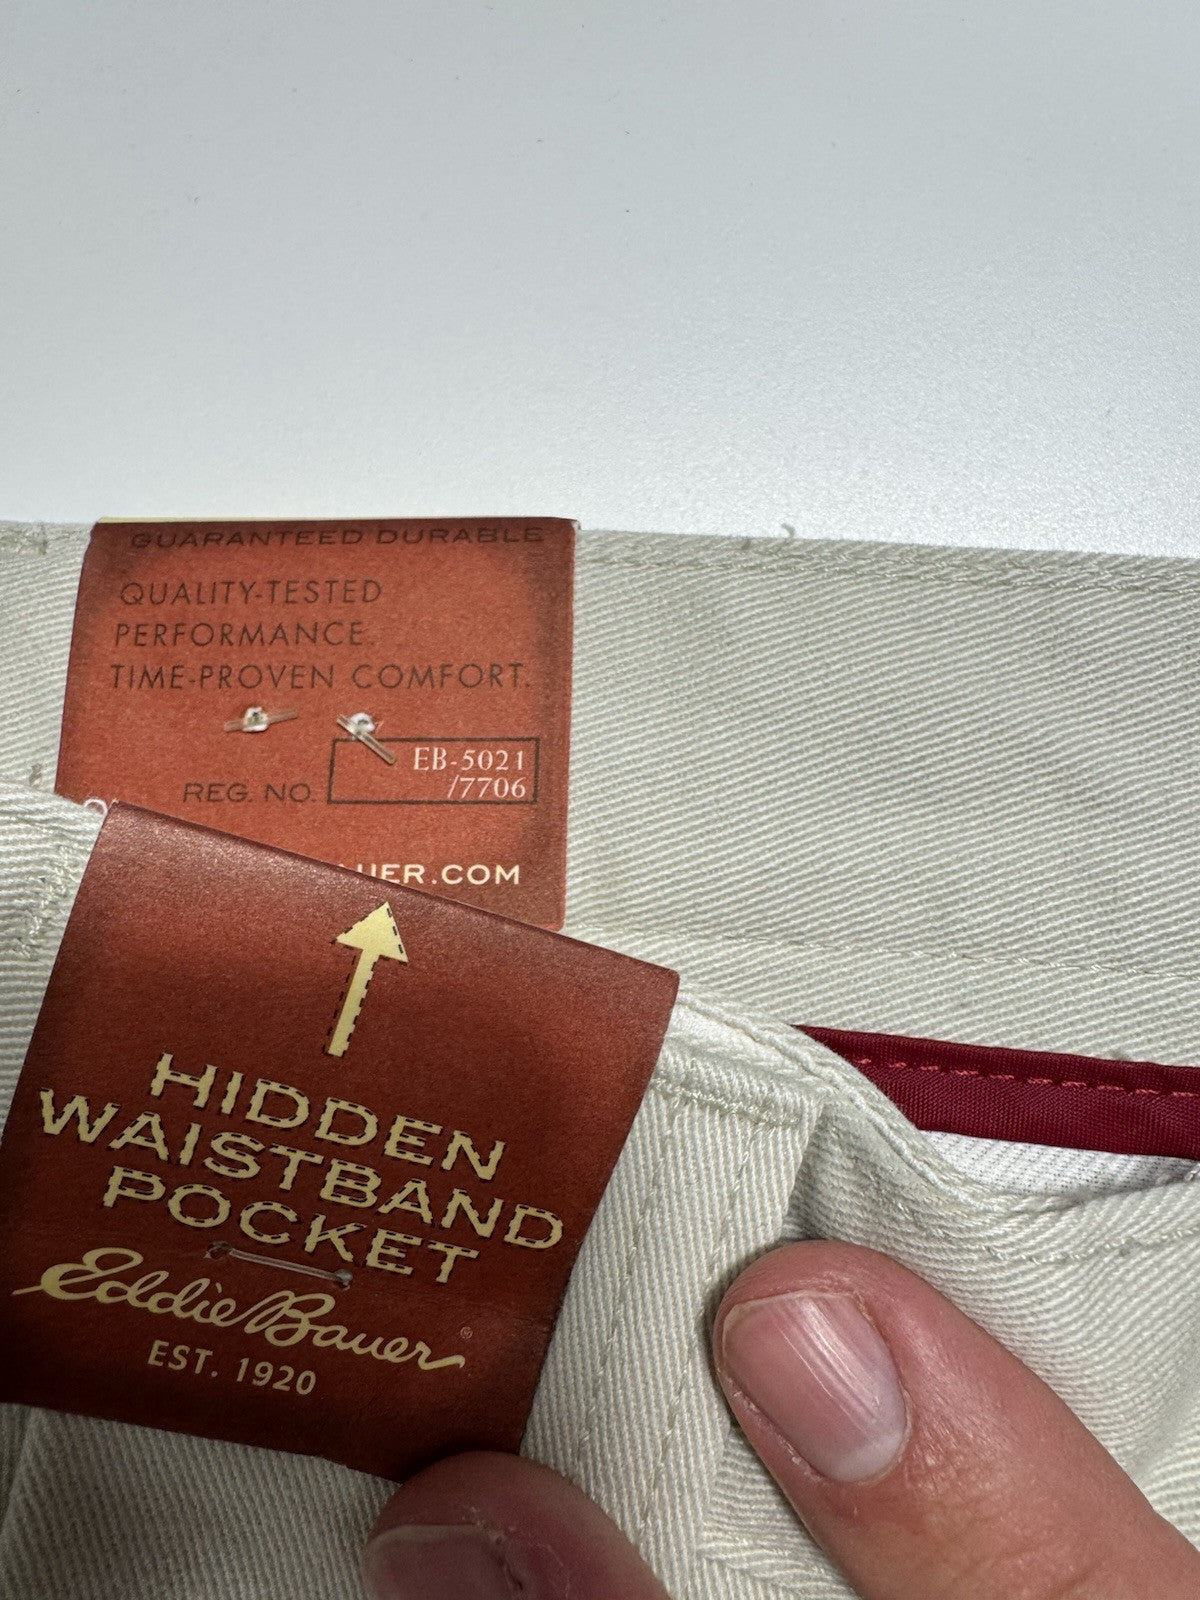 GUARANTEED DURABLE
QUALITY-TESTED
PERFORMANCE.
TIME-PROVEN COMFORT.
EB-5021
/7706
REG. NO.
UER.COM
HIDDEN
WAISTBAND
POCKET
Eddie Bauer®
EST. 1920